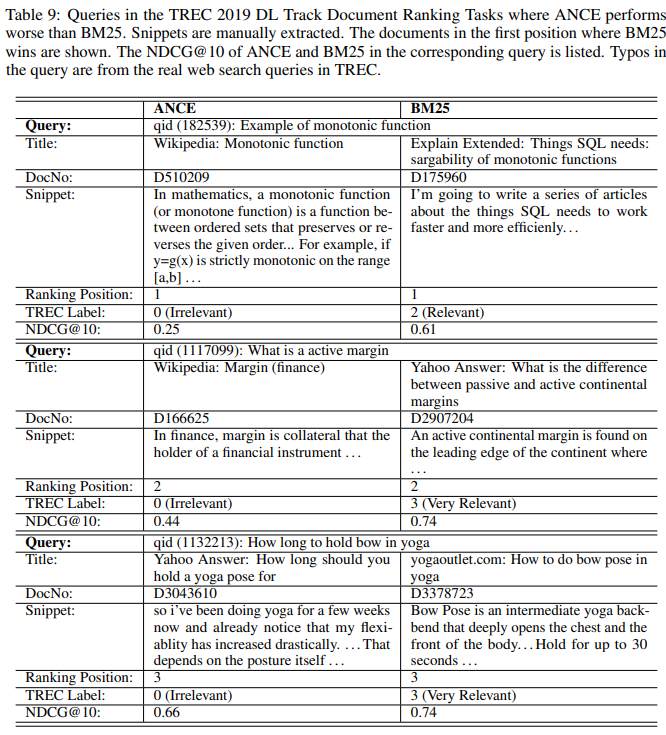 Table 9: Queries in the TREC 2019 DL Track Document Ranking Tasks where ANCE performs
worse than BM25. Snippets are manually extracted. The documents in the first position where BM25
wins are shown. The NDCG@10 of ANCE and BM25 in the corresponding query is listed. Typos in
the query are from the real web search queries in TREC.
ANCE BM25
Query: qid (182539): Example of monotonic function
Title: Wikipedia: Monotonic function Explain Extended: Things SQL needs:
sargability of monotonic functions
DocNo: D510209 D175960
Snippet: In mathematics, a monotonic function I'm going to write a series of articles
(or monotone function) is a function be- about the things SQL needs to work
tween ordered sets that preserves or re- faster and more efficienly...
verses the given order... For example, if
y=g(x) is strictly monotonic on the range
[a,b] ...
Ranking Position: 1 1
TREC Label: 0 (Irrelevant) 2 (Relevant)
NDCG@10: 0.25 0.61
Query: qid (1117099): What is a active margin
Title: Wikipedia: Margin (finance) Yahoo Answer: What is the difference
between passive and active continental
margins
DocNo: D166625 D2907204
Snippet: In finance, margin is collateral that the An active continental margin is found on
holder of a financial instrument ... the leading edge of the continent where
...
Ranking Position: 2 2
TREC Label: 0 (Irrelevant) 3 (Very Relevant)
NDCG@10: 0.44 0.74
Query: qid (1132213): How long to hold bow in yoga
Title: Yahoo Answer: How long should you yogaoutlet.com: How to do bow pose in
hold a yoga pose for yoga
DocNo: D3043610 D3378723
Snippet: so i've been doing yoga for a few weeks Bow Pose is an intermediate yoga back-
now and already notice that my flexi- bend that deeply opens the chest and the
ablity has increased drastically. ...That front of the body...Hold for up to 30
depends on the posture itself ... seconds ...
Ranking Position: 3 3
TREC Label: 0 (Irrelevant) 3 (Very Relevant)
NDCG@10: 0.66 0.74